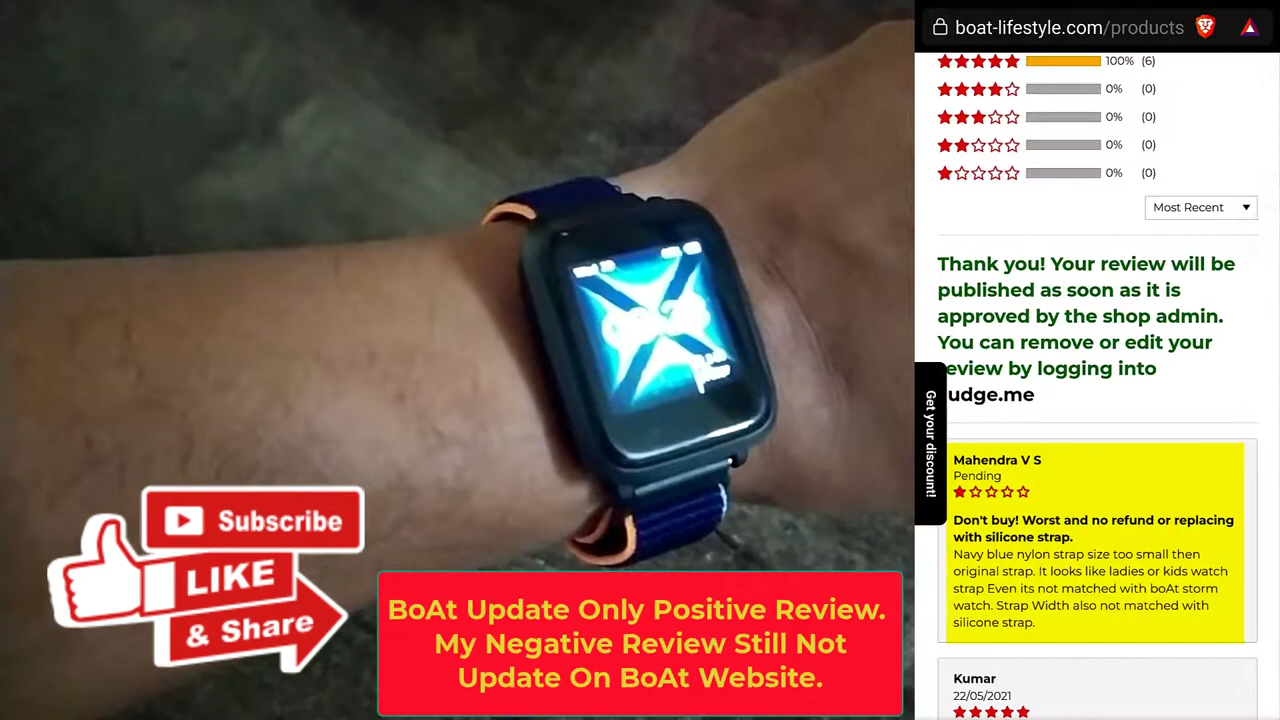 boat-lifestyle.com/products
100% (6)
0% (0)
0% (0)
0% (0)
0% (0)
Most Recent
Thank you! Your review will be
published as soon as it is
approved by the shop admin.
You can remove or edit your
review by logging into
udge.me
Get your discount!
Mahendra V S
Pending
Don't buy! Worst and no refund or replacing
with silicone strap.
Navy blue nylon strap size too small then
original strap. It looks like ladies or kids watch
strap Even its not matched with boAt storm
watch. Strap Width also not matched with
silicone strap.
Kumar
22/05/2021
Subscribe
LIKE
& Share
BoAt Update Only Positive Review.
My Negative Review Still Not
Update On BoAt Website.